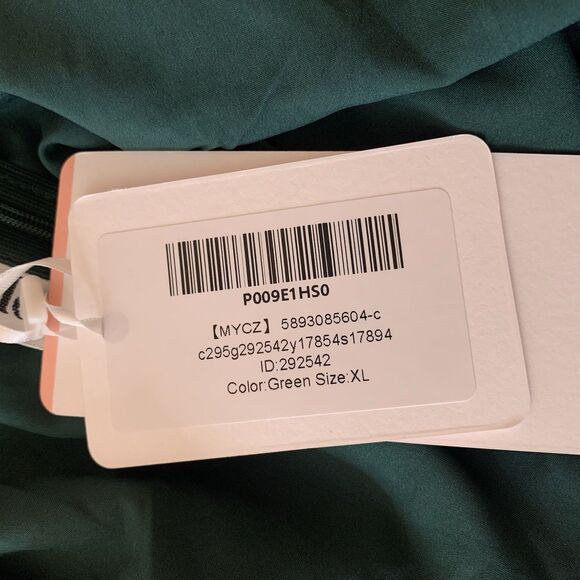 P009E1HS0
【MYCZ】 5893085604-c
c295g292542y17854s17894
ID:292542
Color:Green Size:XL